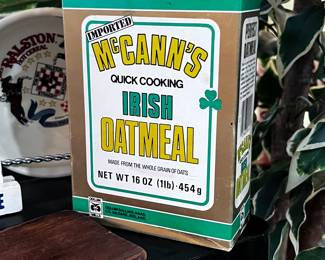 RALSTON
IMPORTED
McCANN'S
QUICK COOKING
IRISH
OATMEAL
MADE FROM THE WHOLE GRAIN OF OATS
NET WT 16 OZ (1lb)·454g
E